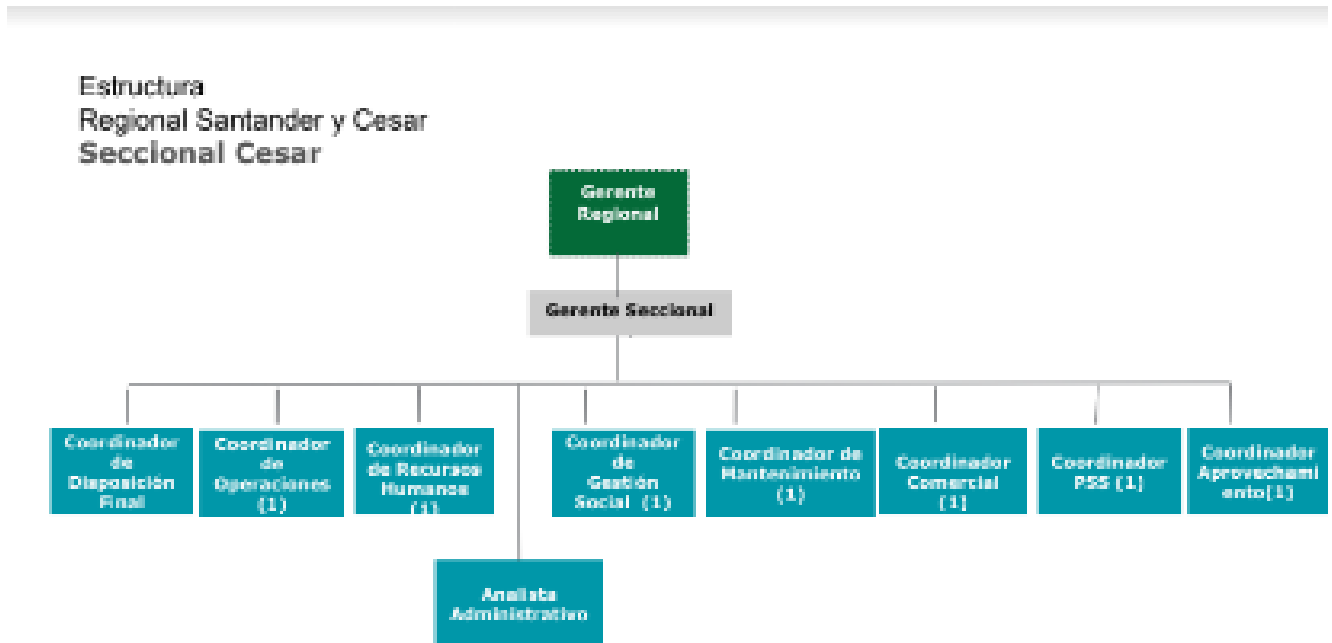 Estructura
Regional Santander y Cesar
Seccional Cesar
Gerente
Regional
Gerente Seccional
Coordinador
de
Disposición
Final
Coordinador
de
Operaciones
(1)
Coordinador
de Recursos
Humanos
(1)
Coordinador
de
Gestión
Social (1)
Coordinador de
Mantenimiento
(1)
Coordinador
Comercial
(1)
Coordinador
PSS (1)
Coordinador
Aprovechami
ento(1)
Analista
Administrativo